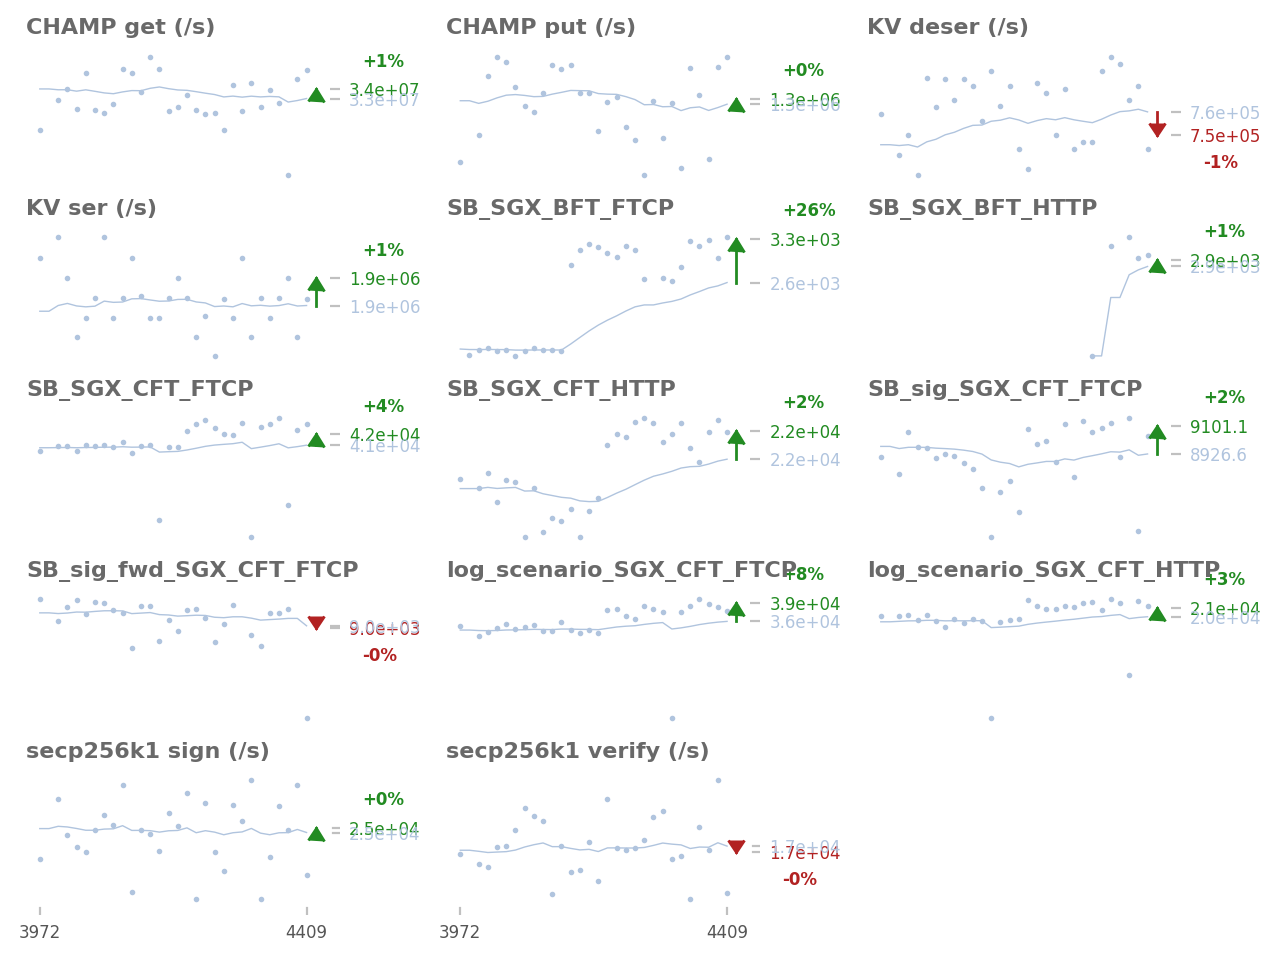 CHAMP get (/s)
+1%
3.4e+07
3.3e+07
CHAMP put (/s)
+0%
1.3e+06
1.3e+06
KV deser (/s)
7.6e+05
7.5e+05
-1%
KV ser (/s)
+1%
1.9e+06
1.9e+06
SB_SGX_BFT_FTCP
+26%
3.3e+03
2.6e+03
SB_SGX_BFT_HTTP
+1%
2.9e+03
2.9e+03
SB_SGX_CFT_FTCP
+4%
4.2e+04
4.1e+04
SB_SGX_CFT_HTTP
+2%
2.2e+04
2.2e+04
SB_sig_SGX_CFT_FTCP
+2%
9101.1
8926.6
SB_sig_fwd_SGX_CFT_FTCP
9.0e+03
9.0e+03
-0%
log_scenario_SGX_CFT_FTCP
+8%
3.9e+04
3.6e+04
log_scenario_SGX_CFT_HTTP
+3%
2.1e+04
2.0e+04
secp256k1 sign (/s)
+0%
2.5e+04
2.5e+04
secp256k1 verify (/s)
1.7e+04
1.7e+04
-0%
3972
4409
3972
4409